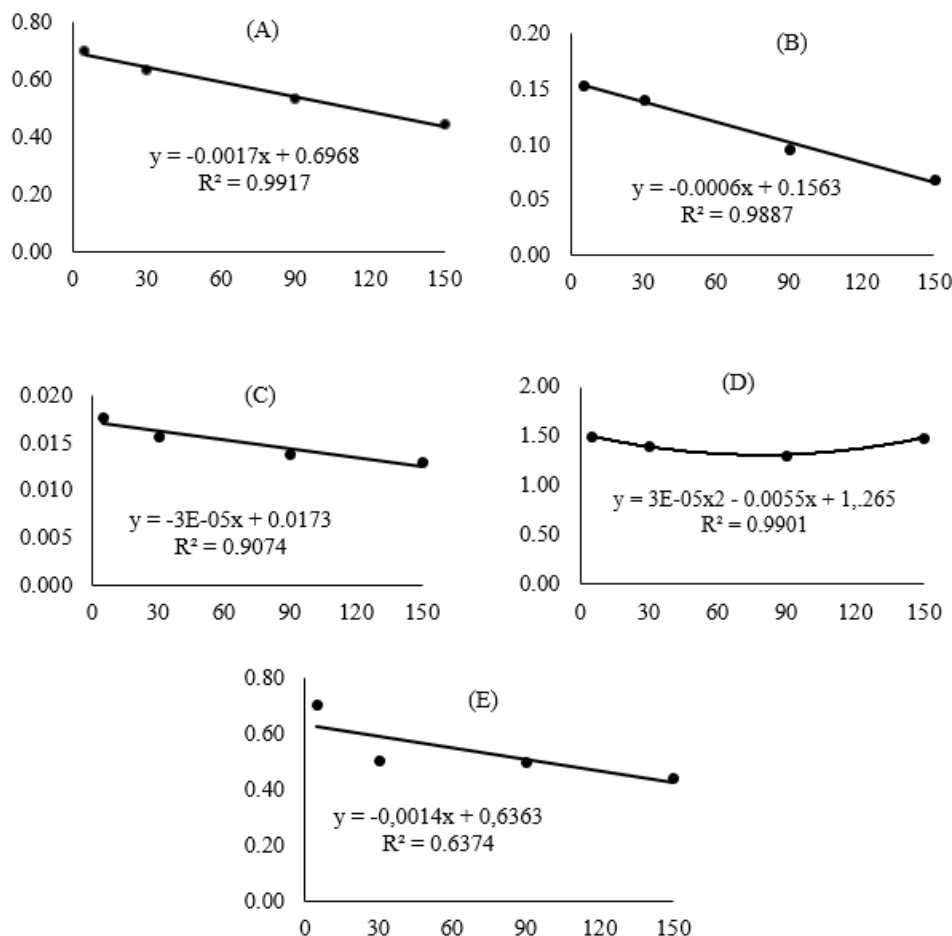 (A)
0.80
0.60
0.40
0.20
0.00
y = -0.0017x + 0.6968
R² = 0.9917
0 30 60 90 120 150
(B)
0.20
0.15
0.10
0.05
0.00
y = -0.0006x + 0.1563
R² = 0.9887
0 30 60 90 120 150
(C)
0.020
0.015
0.010
0.005
0.000
y = -3E-05x + 0.0173
R² = 0.9074
0 30 60 90 120 150
(D)
2.00
1.50
1.00
0.50
0.00
y = 3E-05x2 - 0.0055x + 1,.265
R² = 0.9901
0 30 60 90 120 150
(E)
0.80
0.60
0.40
0.20
0.00
y = -0,0014x + 0,6363
R² = 0.6374
0 30 60 90 120 150